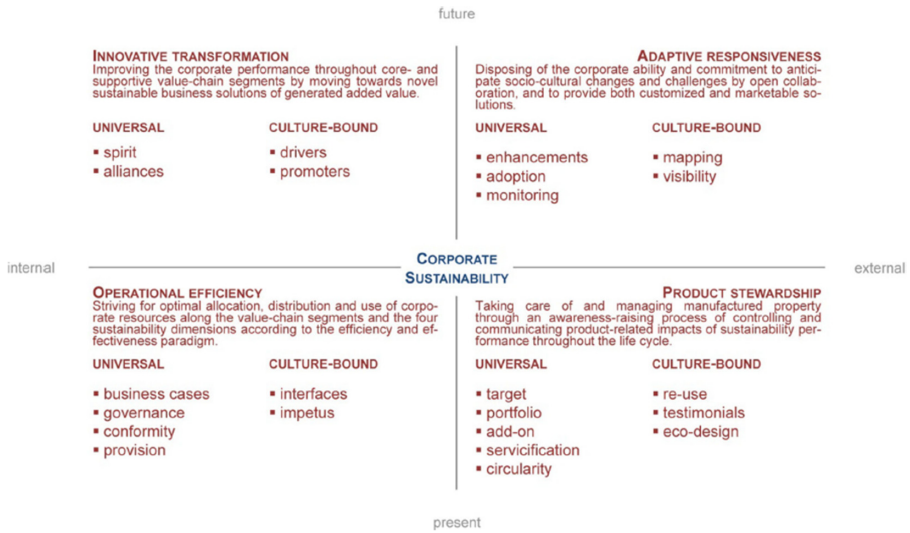 future
INNOVATIVE TRANSFORMATION
Improving the corporate performance throughout core- and
supportive value-chain segments by moving towards novel
sustainable business solutions of generated added value.
UNIVERSAL
CULTURE-BOUND
▪ spirit
▪ alliances
▪ drivers
▪ promoters
ADAPTIVE RESPONSIVENESS
Disposing of the corporate ability and commitment to antici-
pate socio-cultural changes and challenges by open collab-
oration, and to provide both customized and marketable so-
lutions.
UNIVERSAL
CULTURE-BOUND
▪ enhancements
▪ adoption
▪ monitoring
▪ mapping
▪ visibility
internal
CORPORATE
SUSTAINABILITY
external
OPERATIONAL EFFICIENCY
Striving for optimal allocation, distribution and use of corpo-
rate resources along the value-chain segments and the four
sustainability dimensions according to the efficiency and ef-
fectiveness paradigm.
UNIVERSAL
CULTURE-BOUND
▪ business cases
▪ governance
▪ conformity
▪ provision
▪ interfaces
▪ impetus
PRODUCT STEWARDSHIP
Taking care of and managing manufactured property
through an awareness-raising process of controlling and
communicating product-related impacts of sustainability per-
formance throughout the life cycle.
UNIVERSAL
CULTURE-BOUND
▪ target
▪ portfolio
▪ add-on
▪ servicification
▪ circularity
▪ re-use
▪ testimonials
▪ eco-design
present